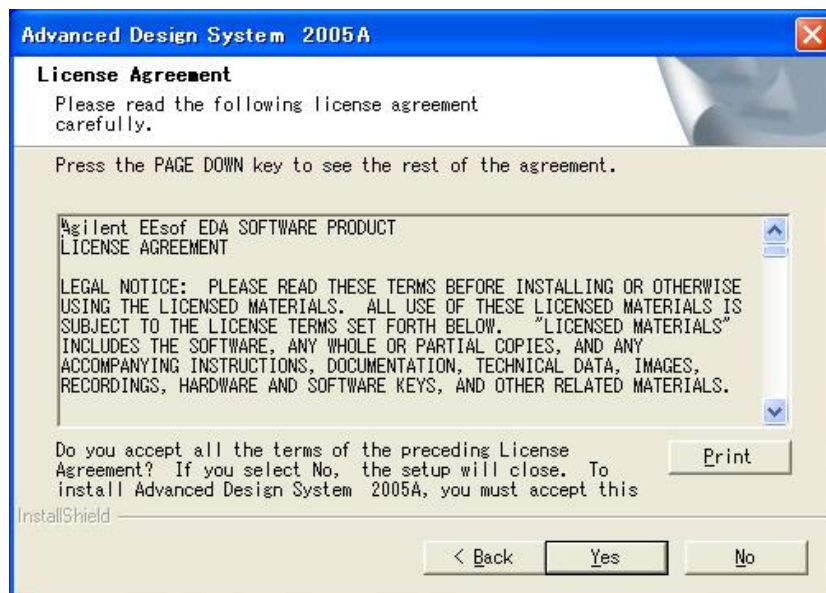 Advanced Design System 2005A
License Agreement
Please read the following license agreement
carefully.
Press the PAGE DOWN key to see the rest of the agreement.
Agilent EEsof EDA SOFTWARE PRODUCT
LICENSE AGREEMENT
LEGAL NOTICE: PLEASE READ THESE TERMS BEFORE INSTALLING OR OTHERWISE
USING THE LICENSED MATERIALS. ALL USE OF THESE LICENSED MATERIALS IS
SUBJECT TO THE LICENSE TERMS SET FORTH BELOW. "LICENSED MATERIALS"
INCLUDES THE SOFTWARE, ANY WHOLE OR PARTIAL COPIES, AND ANY
ACCOMPANYING INSTRUCTIONS, DOCUMENTATION, TECHNICAL DATA, IMAGES,
RECORDINGS, HARDWARE AND SOFTWARE KEYS, AND OTHER RELATED MATERIALS.
Do you accept all the terms of the preceding License
Agreement? If you select No, the setup will close. To
install Advanced Design System 2005A, you must accept this
Print
InstallShield
< Back
Yes
No